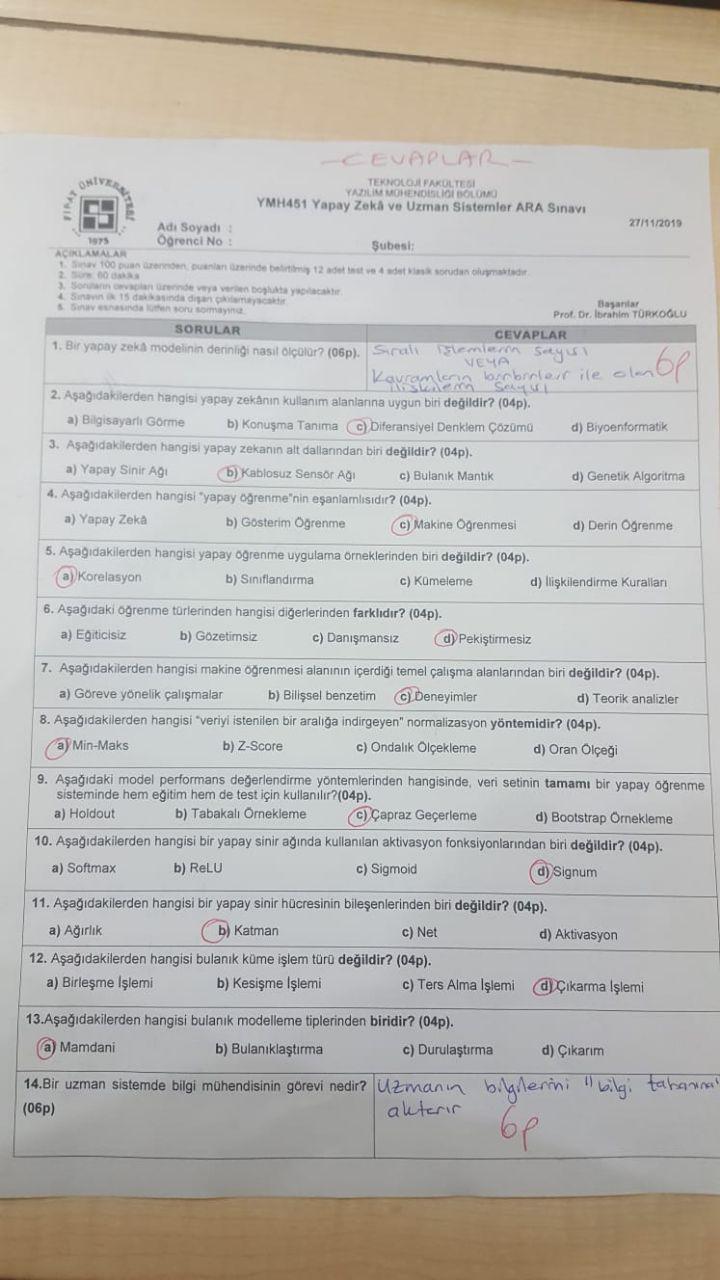 -CEVAPLAR-
FIRAT ÜNİVERSİTESİ
1975
TEKNOLOJİ FAKÜLTESİ
YAZILIM MÜHENDİSLİĞİ BÖLÜMÜ
YMH451 Yapay Zekâ ve Uzman Sistemler ARA Sınavı
27/11/2019
Adı Soyadı :
Öğrenci No :
Şubesi:
AÇIKLAMALAR
1. Sınav 100 puan üzerinden, puanları üzerinde belirtilmiş 12 adet test ve 4 adet klasik sorudan oluşmaktadır.
2. Süre: 60 dakika
3. Soruların cevapları üzerinde veya verilen boşlukta yapılacaktır.
4. Sınavın ilk 15 dakikasında dışarı çıkılamayacaktır.
5. Sınav esnasında lütfen soru sormayınız.
Başarılar
Prof. Dr. İbrahim TÜRKOĞLU
SORULAR
CEVAPLAR
1. Bir yapay zekâ modelinin derinliği nasıl ölçülür? (06p).
Sıralı işlemlerin sayısı
VEYA
Kavramların birbirleir ile olan
ilişkilerin sayısı
6p
2. Aşağıdakilerden hangisi yapay zekânın kullanım alanlarına uygun biri değildir? (04p).
a) Bilgisayarlı Görme b) Konuşma Tanıma c) Diferansiyel Denklem Çözümü d) Biyoenformatik
3. Aşağıdakilerden hangisi yapay zekanın alt dallarından biri değildir? (04p).
a) Yapay Sinir Ağı b) Kablosuz Sensör Ağı c) Bulanık Mantık d) Genetik Algoritma
4. Aşağıdakilerden hangisi "yapay öğrenme"nin eşanlamlısıdır? (04p).
a) Yapay Zekâ b) Gösterim Öğrenme c) Makine Öğrenmesi d) Derin Öğrenme
5. Aşağıdakilerden hangisi yapay öğrenme uygulama örneklerinden biri değildir? (04p).
a) Korelasyon b) Sınıflandırma c) Kümeleme d) İlişkilendirme Kuralları
6. Aşağıdaki öğrenme türlerinden hangisi diğerlerinden farklıdır? (04p).
a) Eğiticisiz b) Gözetimsiz c) Danışmansız d) Pekiştirmesiz
7. Aşağıdakilerden hangisi makine öğrenmesi alanının içerdiği temel çalışma alanlarından biri değildir? (04p).
a) Göreve yönelik çalışmalar b) Bilişsel benzetim c) Deneyimler d) Teorik analizler
8. Aşağıdakilerden hangisi "veriyi istenilen bir aralığa indirgeyen" normalizasyon yöntemidir? (04p).
a) Min-Maks b) Z-Score c) Ondalık Ölçekleme d) Oran Ölçeği
9. Aşağıdaki model performans değerlendirme yöntemlerinden hangisinde, veri setinin tamamı bir yapay öğrenme
sisteminde hem eğitim hem de test için kullanılır?(04p).
a) Holdout b) Tabakalı Örnekleme c) Çapraz Geçerleme d) Bootstrap Örnekleme
10. Aşağıdakilerden hangisi bir yapay sinir ağında kullanılan aktivasyon fonksiyonlarından biri değildir? (04p).
a) Softmax b) ReLU c) Sigmoid d) Signum
11. Aşağıdakilerden hangisi bir yapay sinir hücresinin bileşenlerinden biri değildir? (04p).
a) Ağırlık b) Katman c) Net d) Aktivasyon
12. Aşağıdakilerden hangisi bulanık küme işlem türü değildir? (04p).
a) Birleşme İşlemi b) Kesişme İşlemi c) Ters Alma İşlemi d) Çıkarma İşlemi
13.Aşağıdakilerden hangisi bulanık modelleme tiplerinden biridir? (04p).
a) Mamdani b) Bulanıklaştırma c) Durulaştırma d) Çıkarım
14.Bir uzman sistemde bilgi mühendisinin görevi nedir?
(06p)
Uzmanın bilgilerini "bilgi tabanına"
aktarır
6p